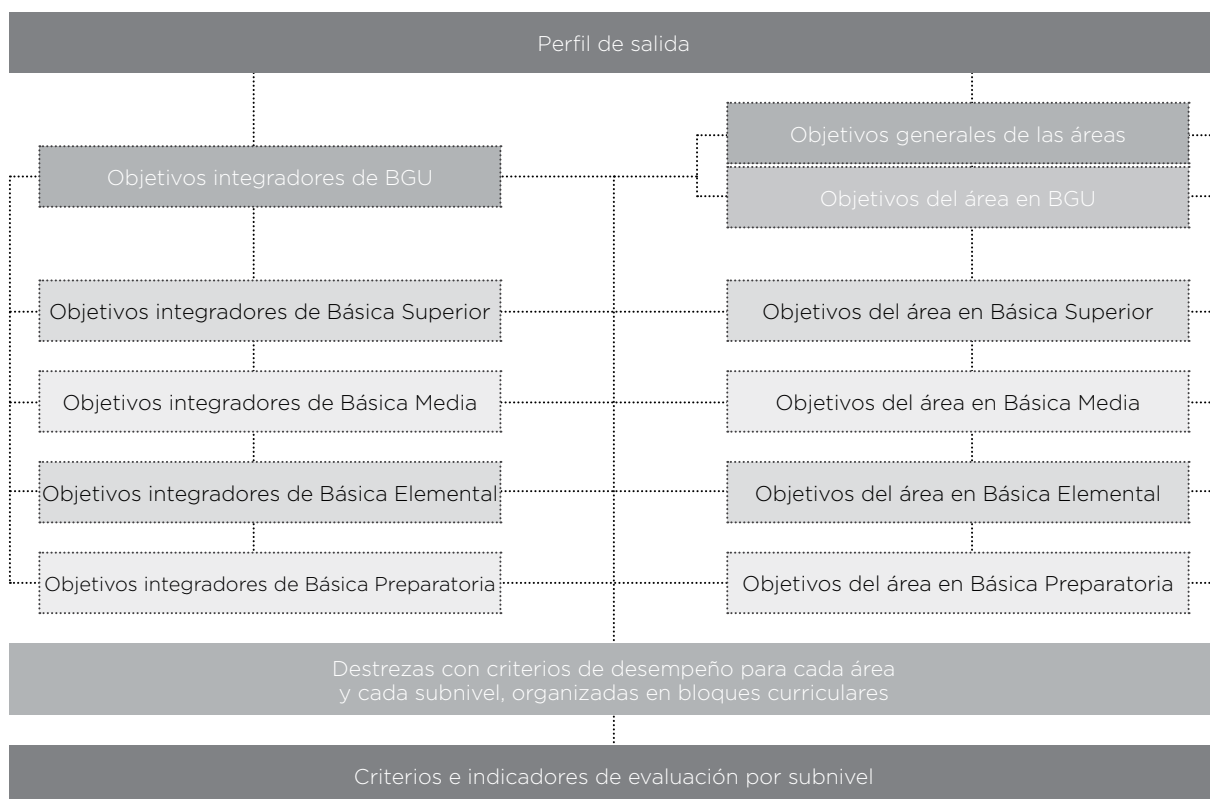 Perfil de salida
Objetivos generales de las áreas
Objetivos integradores de BGU
Objetivos del área en BGU
Objetivos integradores de Básica Superior
Objetivos del área en Básica Superior
Objetivos integradores de Básica Media
Objetivos del área en Básica Media
Objetivos integradores de Básica Elemental
Objetivos del área en Básica Elemental
Objetivos integradores de Básica Preparatoria
Objetivos del área en Básica Preparatoria
Destrezas con criterios de desempeño para cada área
y cada subnivel, organizadas en bloques curriculares
Criterios e indicadores de evaluación por subnivel